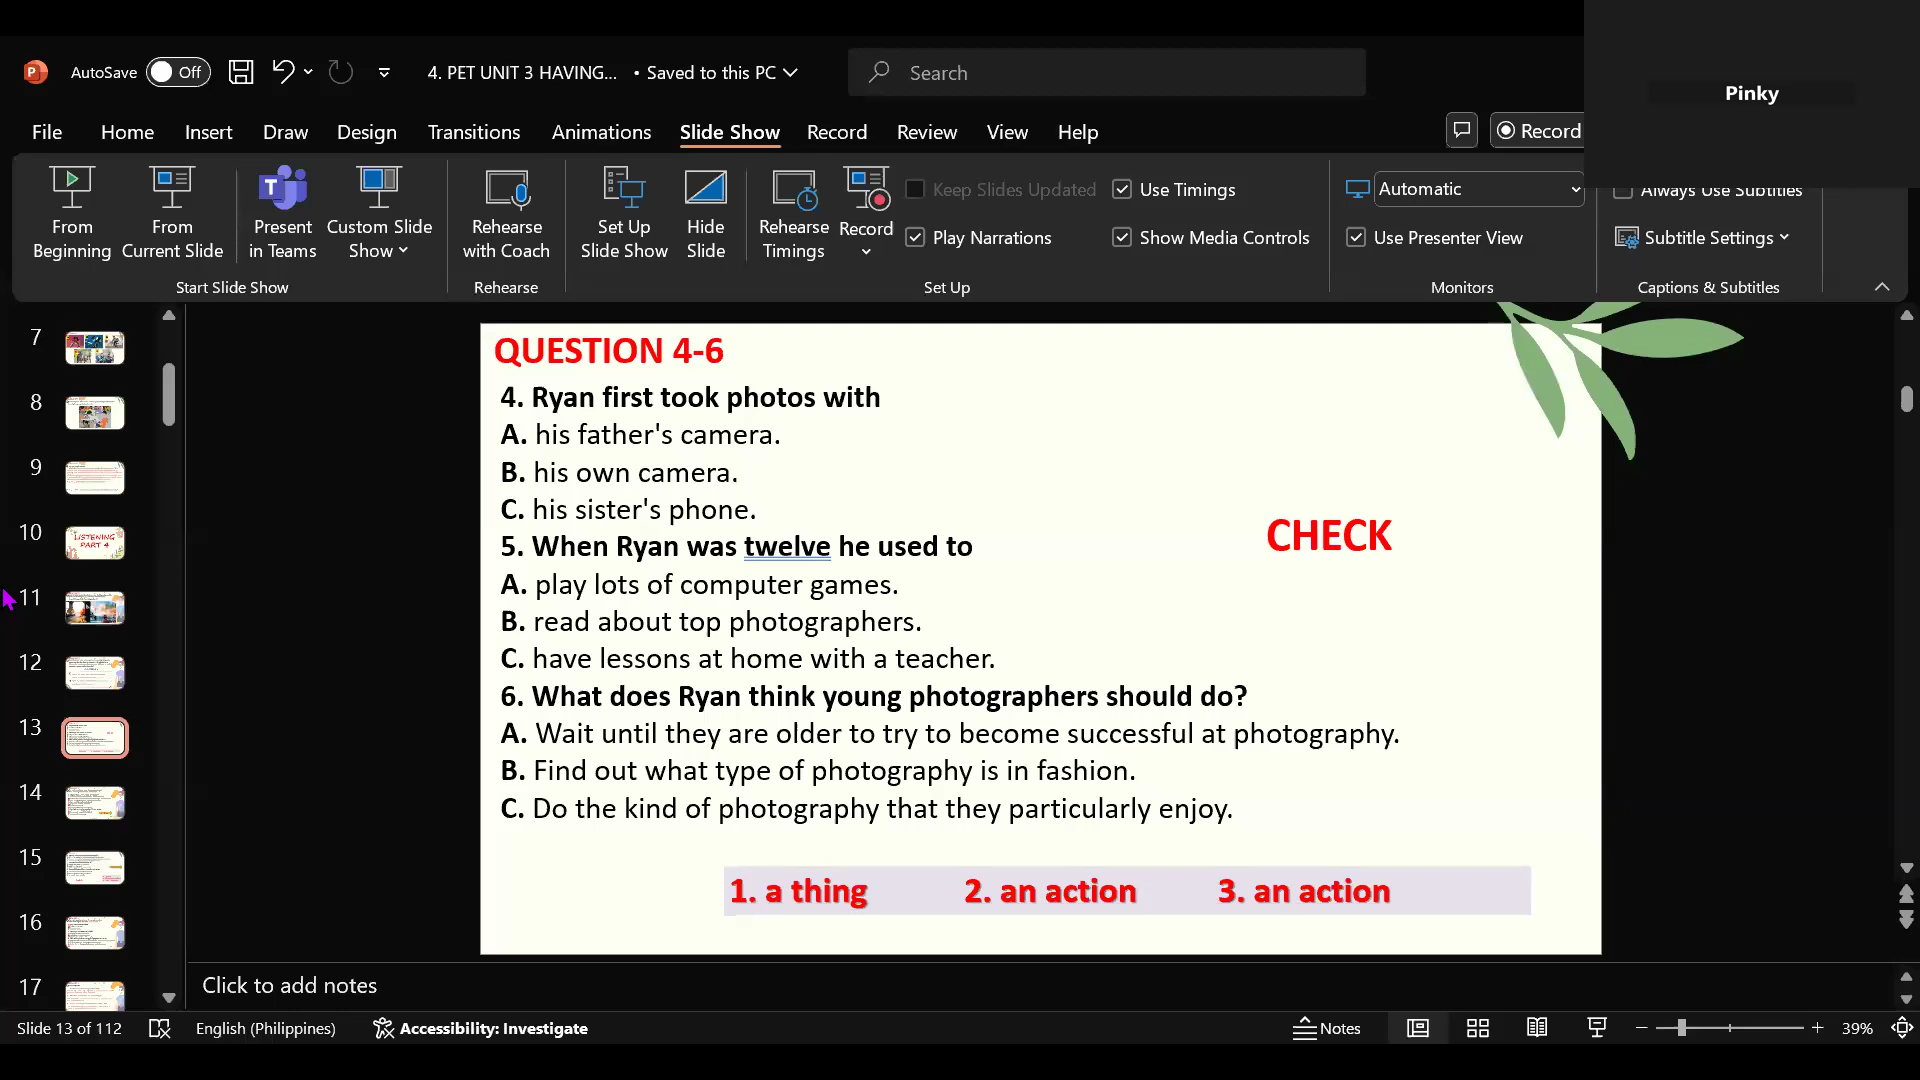 AutoSave Off 4. PET UNIT 3 HAVING... • Saved to this PC Search
Pinky
File Home Insert Draw Design Transitions Animations Slide Show Record Review View Help Record
From Beginning
From Current Slide
Present in Teams
Custom Slide Show
Rehearse with Coach
Set Up Slide Show
Hide Slide
Rehearse Timings
Record
Keep Slides Updated
Play Narrations
Use Timings
Show Media Controls
Automatic
Use Presenter View
Always Use Subtitles
Subtitle Settings
Start Slide Show Rehearse Set Up Monitors Captions & Subtitles
7
8
9
10
LISTENING
PART 4
11
12
13
14
15
16
17
QUESTION 4-6
4. Ryan first took photos with
A. his father's camera.
B. his own camera.
C. his sister's phone.
5. When Ryan was twelve he used to
A. play lots of computer games.
B. read about top photographers.
C. have lessons at home with a teacher.
6. What does Ryan think young photographers should do?
A. Wait until they are older to try to become successful at photography.
B. Find out what type of photography is in fashion.
C. Do the kind of photography that they particularly enjoy.
CHECK
1. a thing 2. an action 3. an action
Click to add notes
Slide 13 of 112 English (Philippines) Accessibility: Investigate Notes 39%